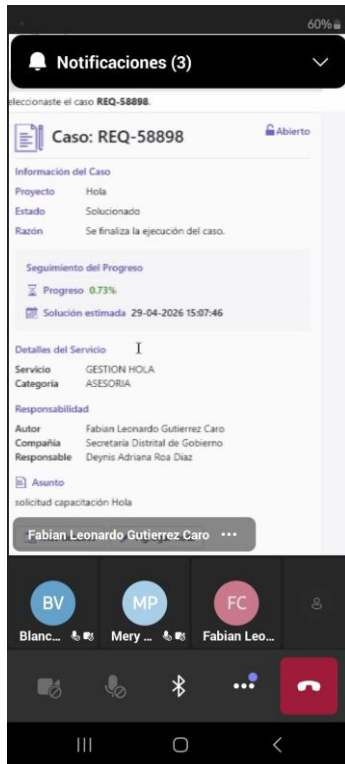 60%
Notificaciones (3)
eleccionaste el caso REQ-58898.
Caso: REQ-58898
Abierto
Información del Caso
Proyecto Hola
Estado Solucionado
Razón Se finaliza la ejecución del caso.
Seguimiento del Progreso
Progreso 0.73%
Solución estimada 29-04-2026 15:07:46
Detalles del Servicio
Servicio GESTION HOLA
Categoria ASESORIA
Responsabilidad
Autor Fabian Leonardo Gutierrez Caro
Compañia Secretaría Distrital de Gobierno
Responsable Deynis Adriana Roa Diaz
Asunto
solicitud capacitación Hola
Fabian Leonardo Gutierrez Caro ...
BV MP FC
Blanc... Mery ... Fabian Leo...